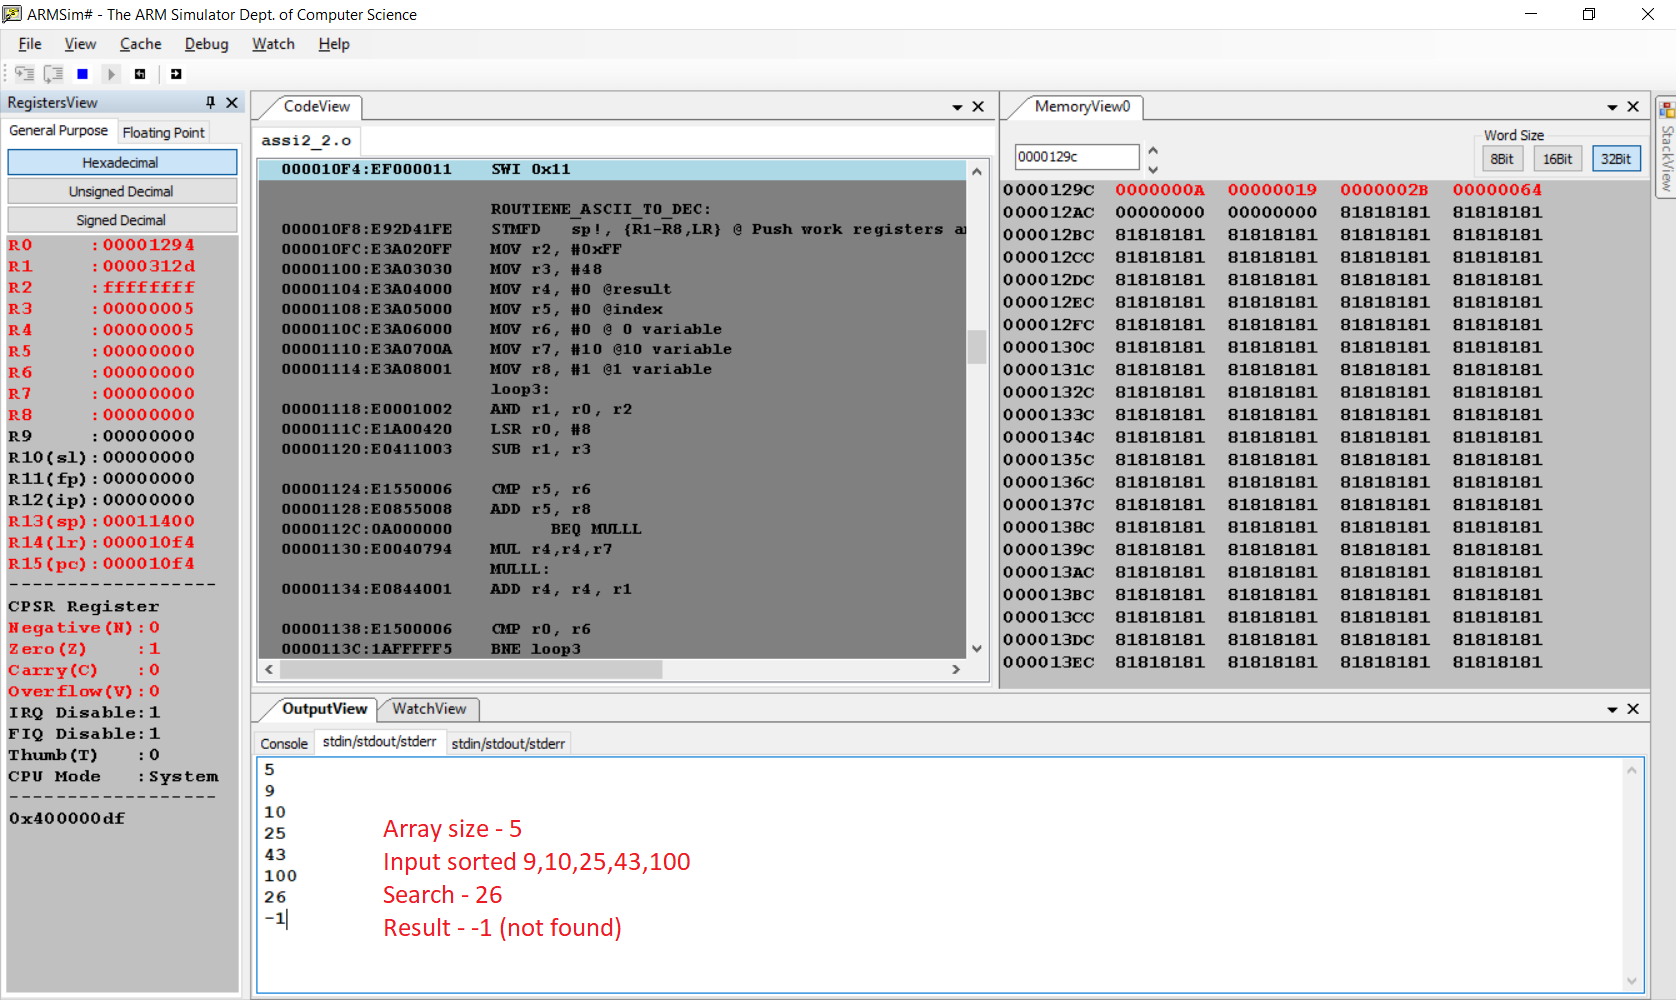 ARMSim# - The ARM Simulator Dept. of Computer Science
File View Cache Debug Watch Help
RegistersView
General Purpose Floating Point
Hexadecimal
Unsigned Decimal
Signed Decimal
R0 :00001294
R1 :0000312d
R2 :ffffffff
R3 :00000005
R4 :00000005
R5 :00000000
R6 :00000000
R7 :00000000
R8 :00000000
R9 :00000000
R10(sl):00000000
R11(fp):00000000
R12(ip):00000000
R13(sp):00011400
R14(lr):000010f4
R15(pc):000010f4
------------------
CPSR Register
Negative(N):0
Zero(Z) :1
Carry(C) :0
Overflow(V):0
IRQ Disable:1
FIQ Disable:1
Thumb(T) :0
CPU Mode :System
------------------
0x400000df
CodeView
assi2_2.o
000010F4:EF000011 SWI 0x11
ROUTIENE_ASCII_TO_DEC:
000010F8:E92D41FE STMFD sp!, {R1-R8,LR} @ Push work registers a
000010FC:E3A020FF MOV r2, #0xFF
00001100:E3A03030 MOV r3, #48
00001104:E3A04000 MOV r4, #0 @result
00001108:E3A05000 MOV r5, #0 @index
0000110C:E3A06000 MOV r6, #0 @ 0 variable
00001110:E3A0700A MOV r7, #10 @10 variable
00001114:E3A08001 MOV r8, #1 @1 variable
loop3:
00001118:E0001002 AND r1, r0, r2
0000111C:E1A00420 LSR r0, #8
00001120:E0411003 SUB r1, r3
00001124:E1550006 CMP r5, r6
00001128:E0855008 ADD r5, r8
0000112C:0A000000 BEQ MULLL
00001130:E0040794 MUL r4,r4,r7
MULLL:
00001134:E0844001 ADD r4, r4, r1
00001138:E1500006 CMP r0, r6
0000113C:1AFFFFF5 BNE loop3
MemoryView0
0000129c
Word Size
8Bit 16Bit 32Bit
0000129C 0000000A 00000019 0000002B 00000064
000012AC 00000000 00000000 81818181 81818181
000012BC 81818181 81818181 81818181 81818181
000012CC 81818181 81818181 81818181 81818181
000012DC 81818181 81818181 81818181 81818181
000012EC 81818181 81818181 81818181 81818181
000012FC 81818181 81818181 81818181 81818181
0000130C 81818181 81818181 81818181 81818181
0000131C 81818181 81818181 81818181 81818181
0000132C 81818181 81818181 81818181 81818181
0000133C 81818181 81818181 81818181 81818181
0000134C 81818181 81818181 81818181 81818181
0000135C 81818181 81818181 81818181 81818181
0000136C 81818181 81818181 81818181 81818181
0000137C 81818181 81818181 81818181 81818181
0000138C 81818181 81818181 81818181 81818181
0000139C 81818181 81818181 81818181 81818181
000013AC 81818181 81818181 81818181 81818181
000013BC 81818181 81818181 81818181 81818181
000013CC 81818181 81818181 81818181 81818181
000013DC 81818181 81818181 81818181 81818181
000013EC 81818181 81818181 81818181 81818181
StackView
OutputView WatchView
Console stdin/stdout/stderr stdin/stdout/stderr
5
9
10
25
43
100
26
-1
Array size - 5
Input sorted 9,10,25,43,100
Search - 26
Result - -1 (not found)